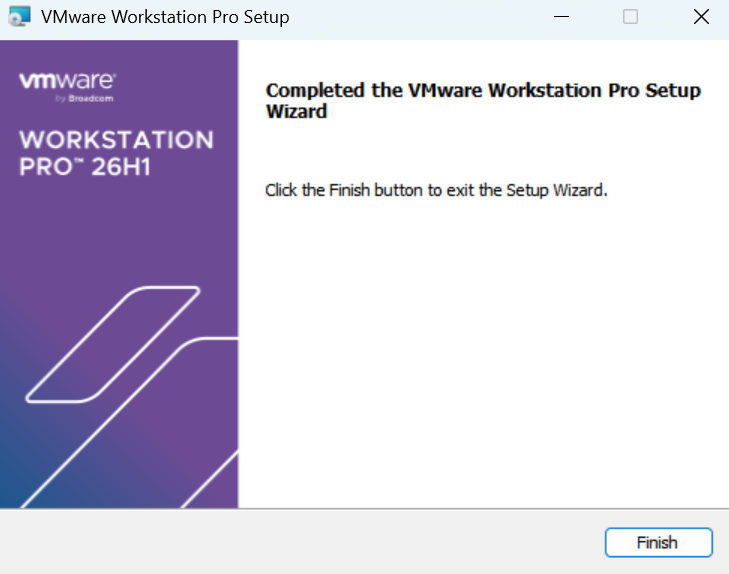 VMware Workstation Pro Setup
vmware®
by Broadcom
WORKSTATION
PRO™ 26H1
Completed the VMware Workstation Pro Setup
Wizard
Click the Finish button to exit the Setup Wizard.
Finish